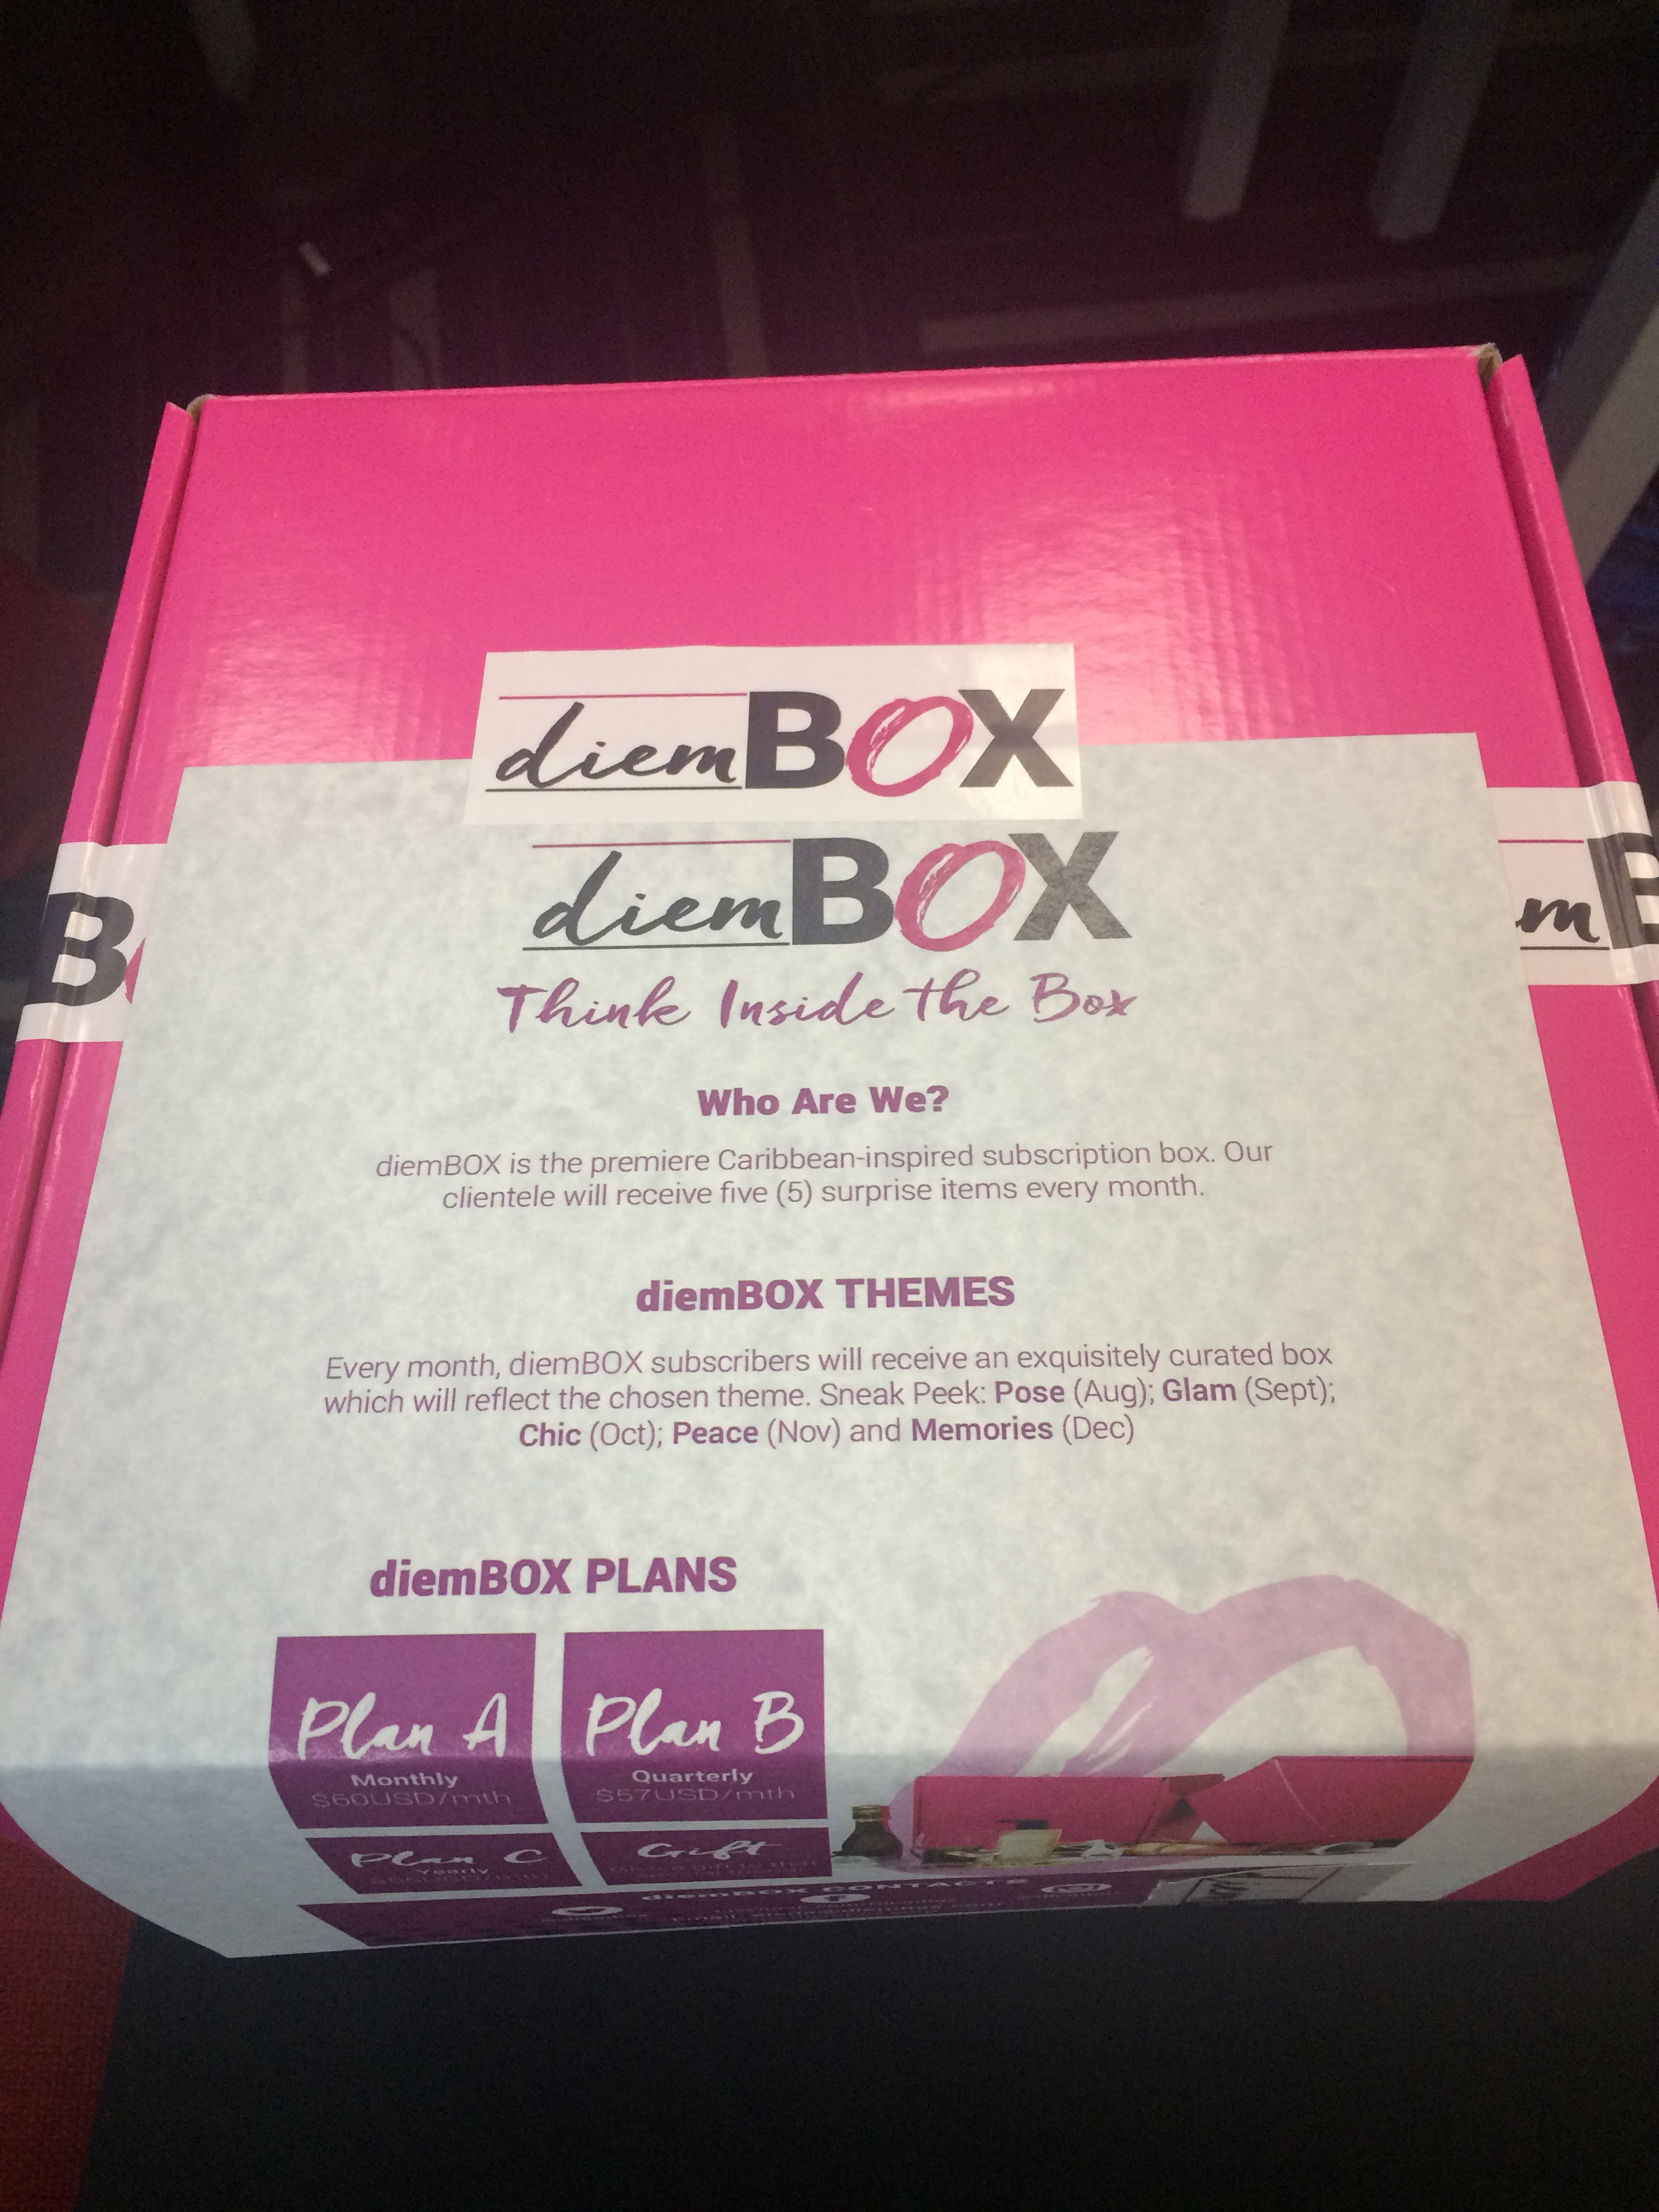 diemBOX
B
m B
diemBOX
Think Inside the Box
Who Are We?
diemBOX is the premiere Caribbean-inspired subscription box. Our
clientele will receive five (5) surprise items every month.
diemBOX THEMES
Every month, diemBOX subscribers will receive an exquisitely curated box
which will reflect the chosen theme. Sneak Peek: Pose (Aug); Glam (Sept);
Chic (Oct); Peace (Nov) and Memories (Dec)
diemBOX PLANS
Plan A
Monthly
$60USD/mth
Plan B
Quarterly
$57USD/mth
Plan C
Yearly
Gift
diemBOX CONTACTS